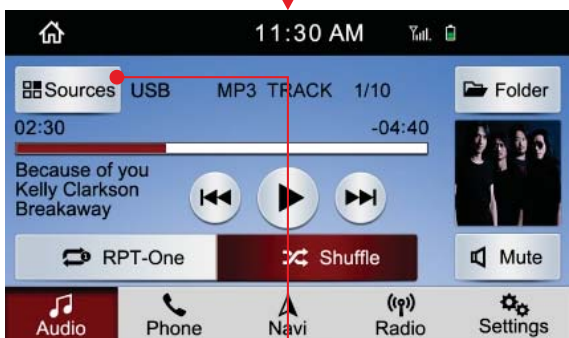 11:30 AM
Sources USB MP3 TRACK 1/10 Folder
02:30 -04:40
Because of you
Kelly Clarkson
Breakaway
RPT-One Shuffle Mute
Audio Phone Navi Radio Settings